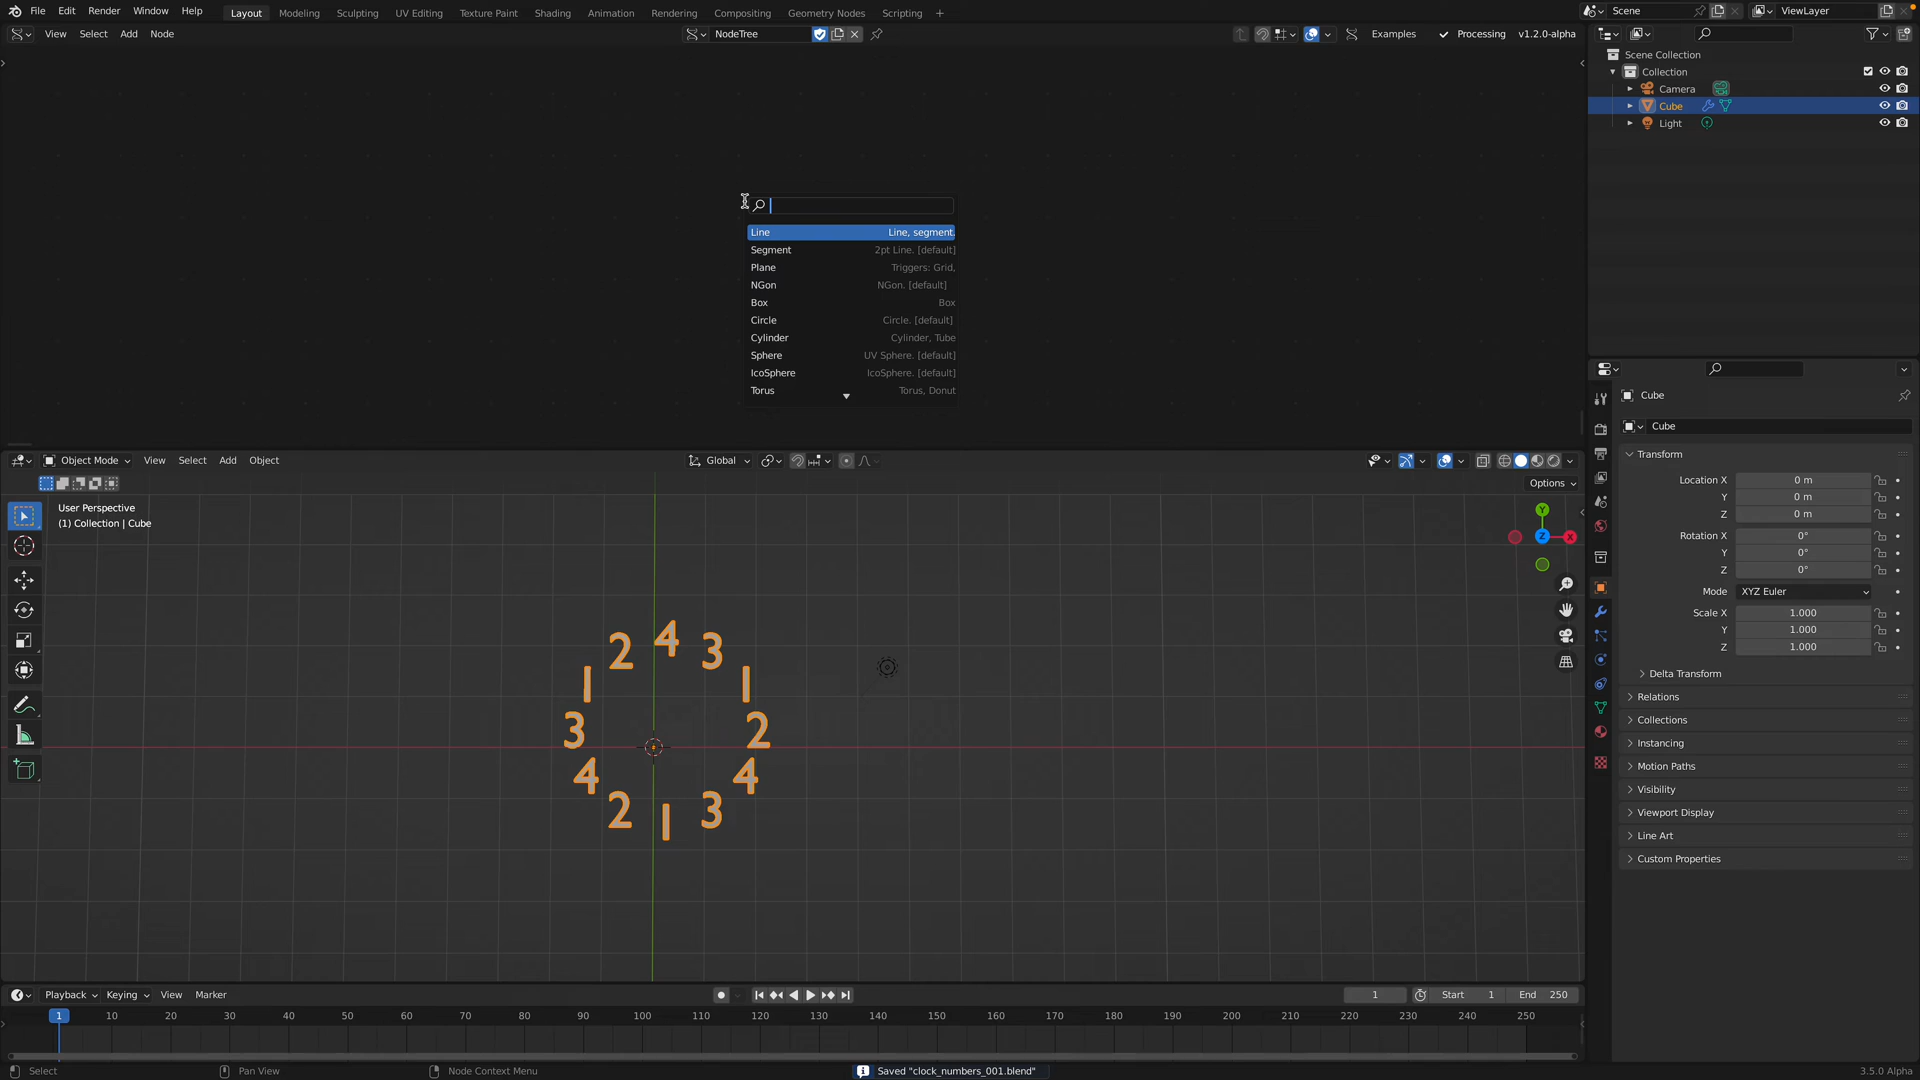 File Edit Render Window Help Layout Modeling Sculpting UV Editing Texture Paint Shading Animation Rendering Compositing Geometry Nodes Scripting + Scene ViewLayer
View Select Add Node NodeTree Examples Processing v1.2.0-alpha
Scene Collection
Collection
Camera
Cube
Light
Line Line, segment.
Segment 2pt Line. [default]
Plane Triggers: Grid,
NGon NGon. [default]
Box Box
Circle Circle. [default]
Cylinder Cylinder, Tube
Sphere UV Sphere. [default]
IcoSphere IcoSphere. [default]
Torus Torus, Donut
Object Mode View Select Add Object Global
Options
User Perspective
(1) Collection | Cube
2 4 3
1 1
3 2
4 4
2 1 3
Y
Z X
Cube
Cube
Transform
Location X 0 m
Y 0 m
Z 0 m
Rotation X 0°
Y 0°
Z 0°
Mode XYZ Euler
Scale X 1.000
Y 1.000
Z 1.000
Delta Transform
Relations
Collections
Instancing
Motion Paths
Visibility
Viewport Display
Line Art
Custom Properties
Playback Keying View Marker 1 Start 1 End 250
1 10 20 30 40 50 60 70 80 90 100 110 120 130 140 150 160 170 180 190 200 210 220 230 240 250
Select Pan View Node Context Menu Saved "clock_numbers_001.blend" 3.5.0 Alpha